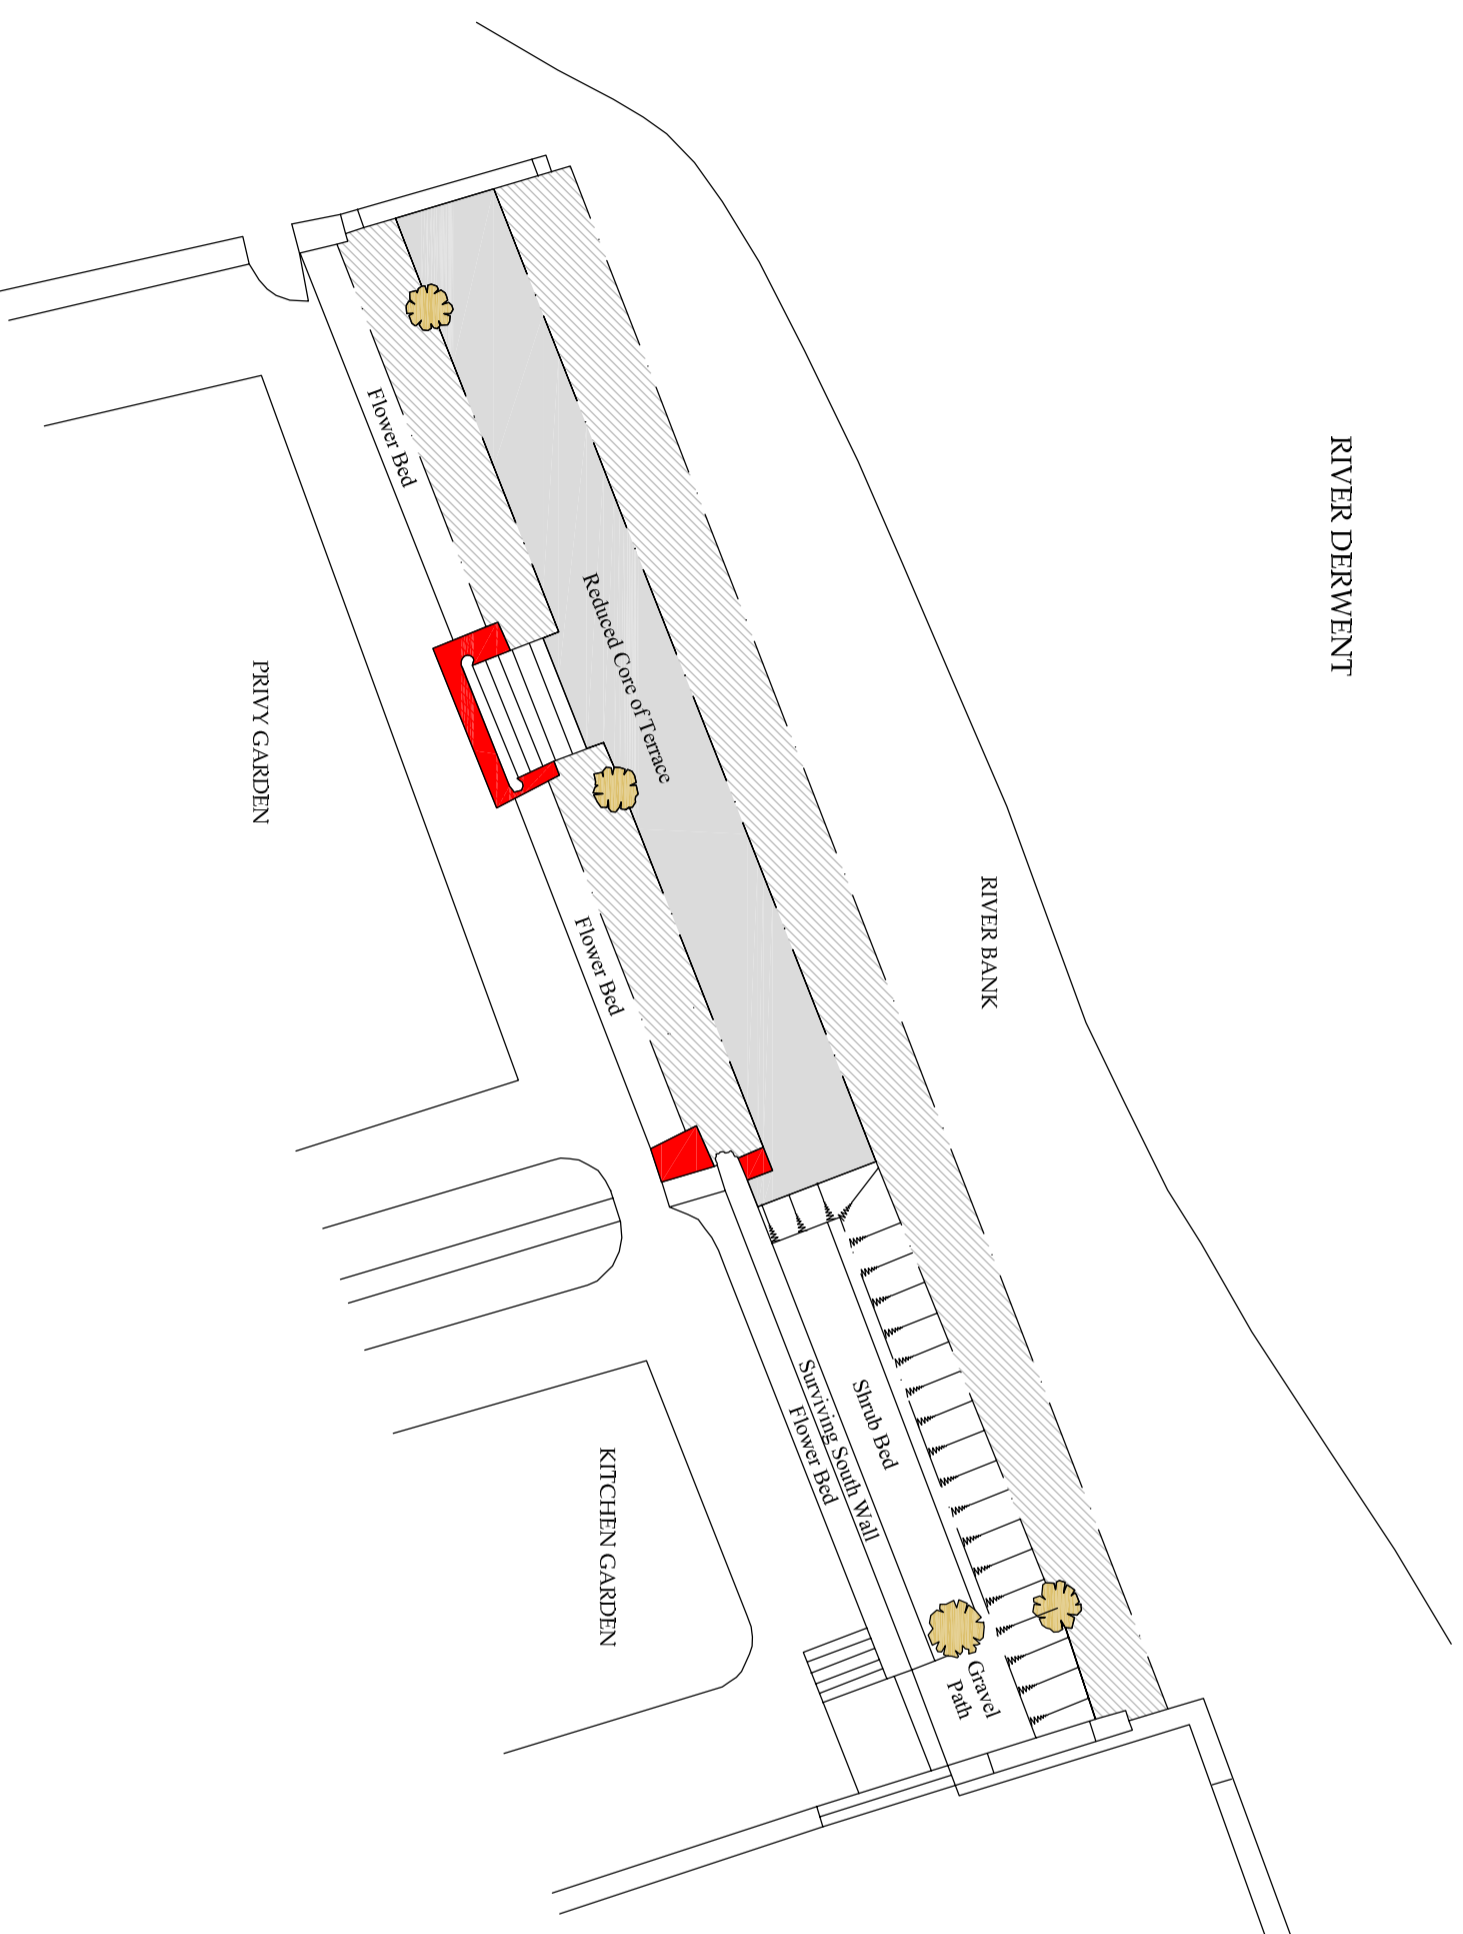 RIVER DERWENT
RIVER BANK
Reduced Core of Terrace
Flower Bed
Flower Bed
PRIVY GARDEN
Shrub Bed
Surviving South Wall
Flower Bed
KITCHEN GARDEN
Gravel
Path